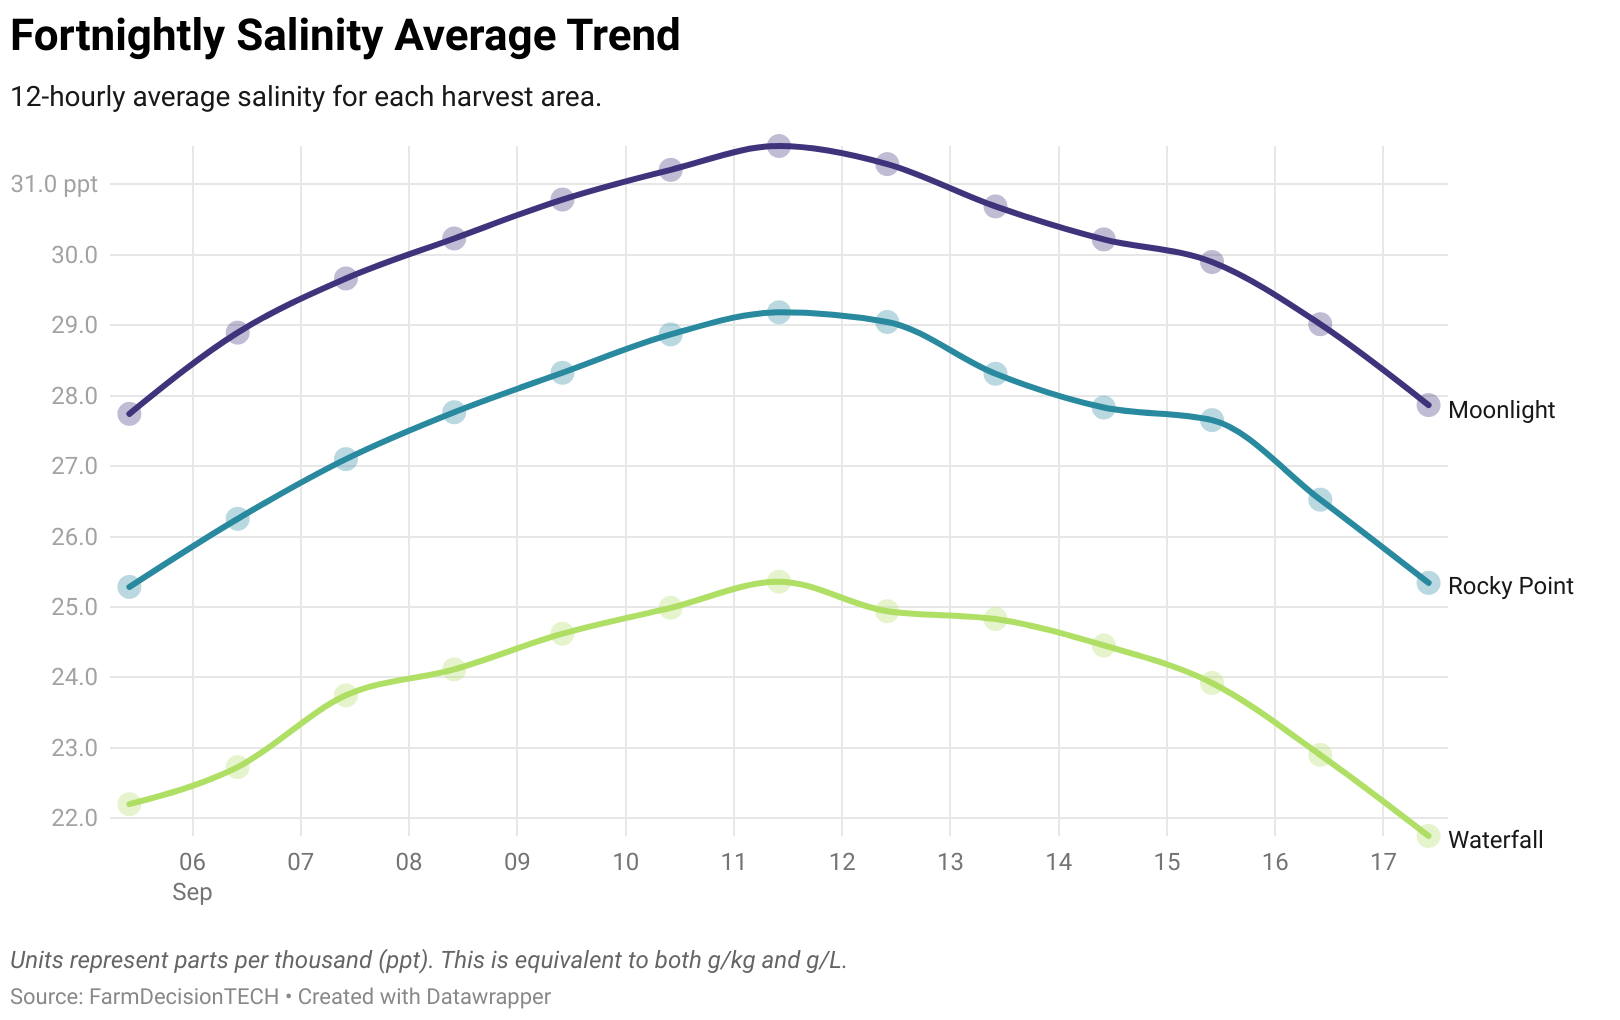 Fortnightly Salinity Average Trend
12-hourly average salinity for each harvest area.
31.0 ppt
30.0
29.0
28.0
Moonlight
27.0
26.0
Rocky Point
25.0
24.0
23.0
22.0
Waterfall
06 07 08 09 10 11 12 13 14 15 16 17
Sep
Units represent parts per thousand (ppt). This is equivalent to both g/kg and g/L.
Source: FarmDecisionTECH • Created with Datawrapper